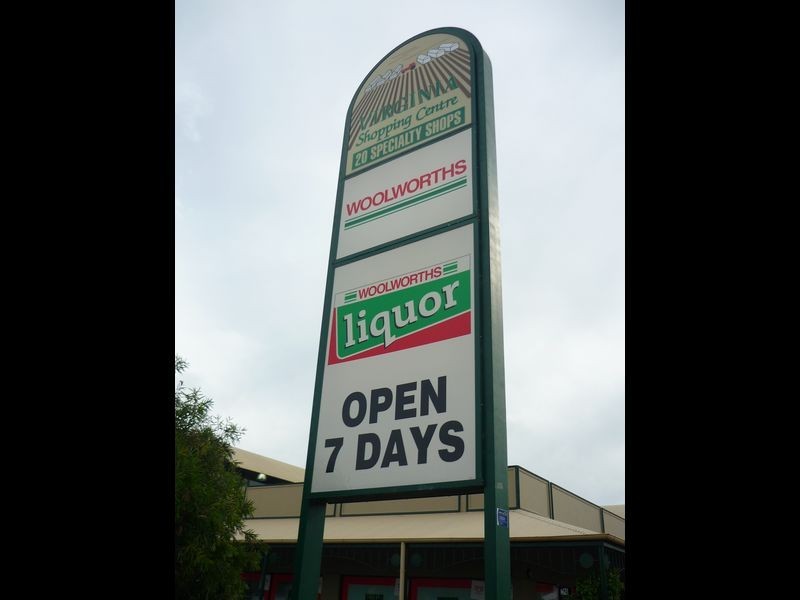 VIRGINIA
Shopping Centre
20 SPECIALTY SHOPS
WOOLWORTHS
WOOLWORTHS
liquor
OPEN
7 DAYS